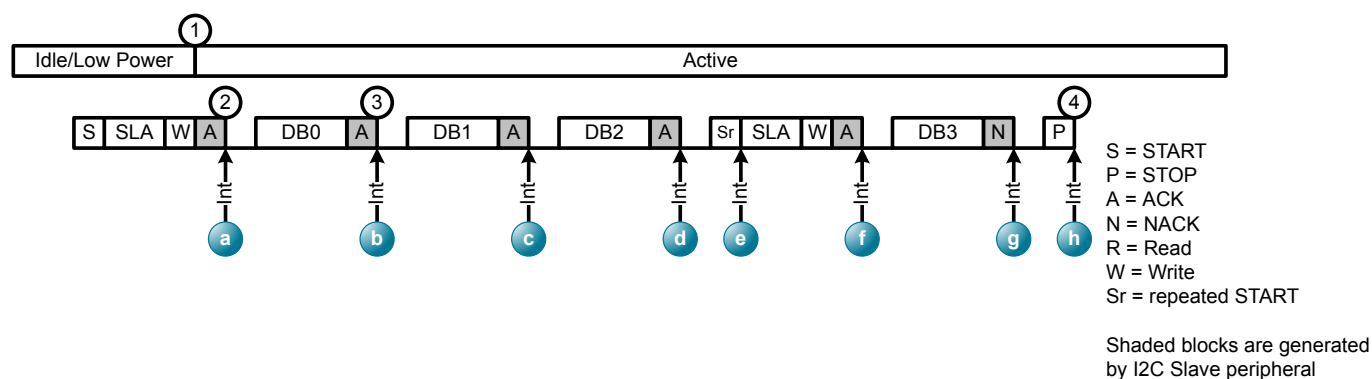 1
Idle/Low Power Active
2 3 4
S SLA W A DB0 A DB1 A DB2 A Sr SLA W A DB3 N P
Int Int Int Int Int Int Int Int
a b c d e f g h
S = START
P = STOP
A = ACK
N = NACK
R = Read
W = Write
Sr = repeated START
Shaded blocks are generated
by I2C Slave peripheral